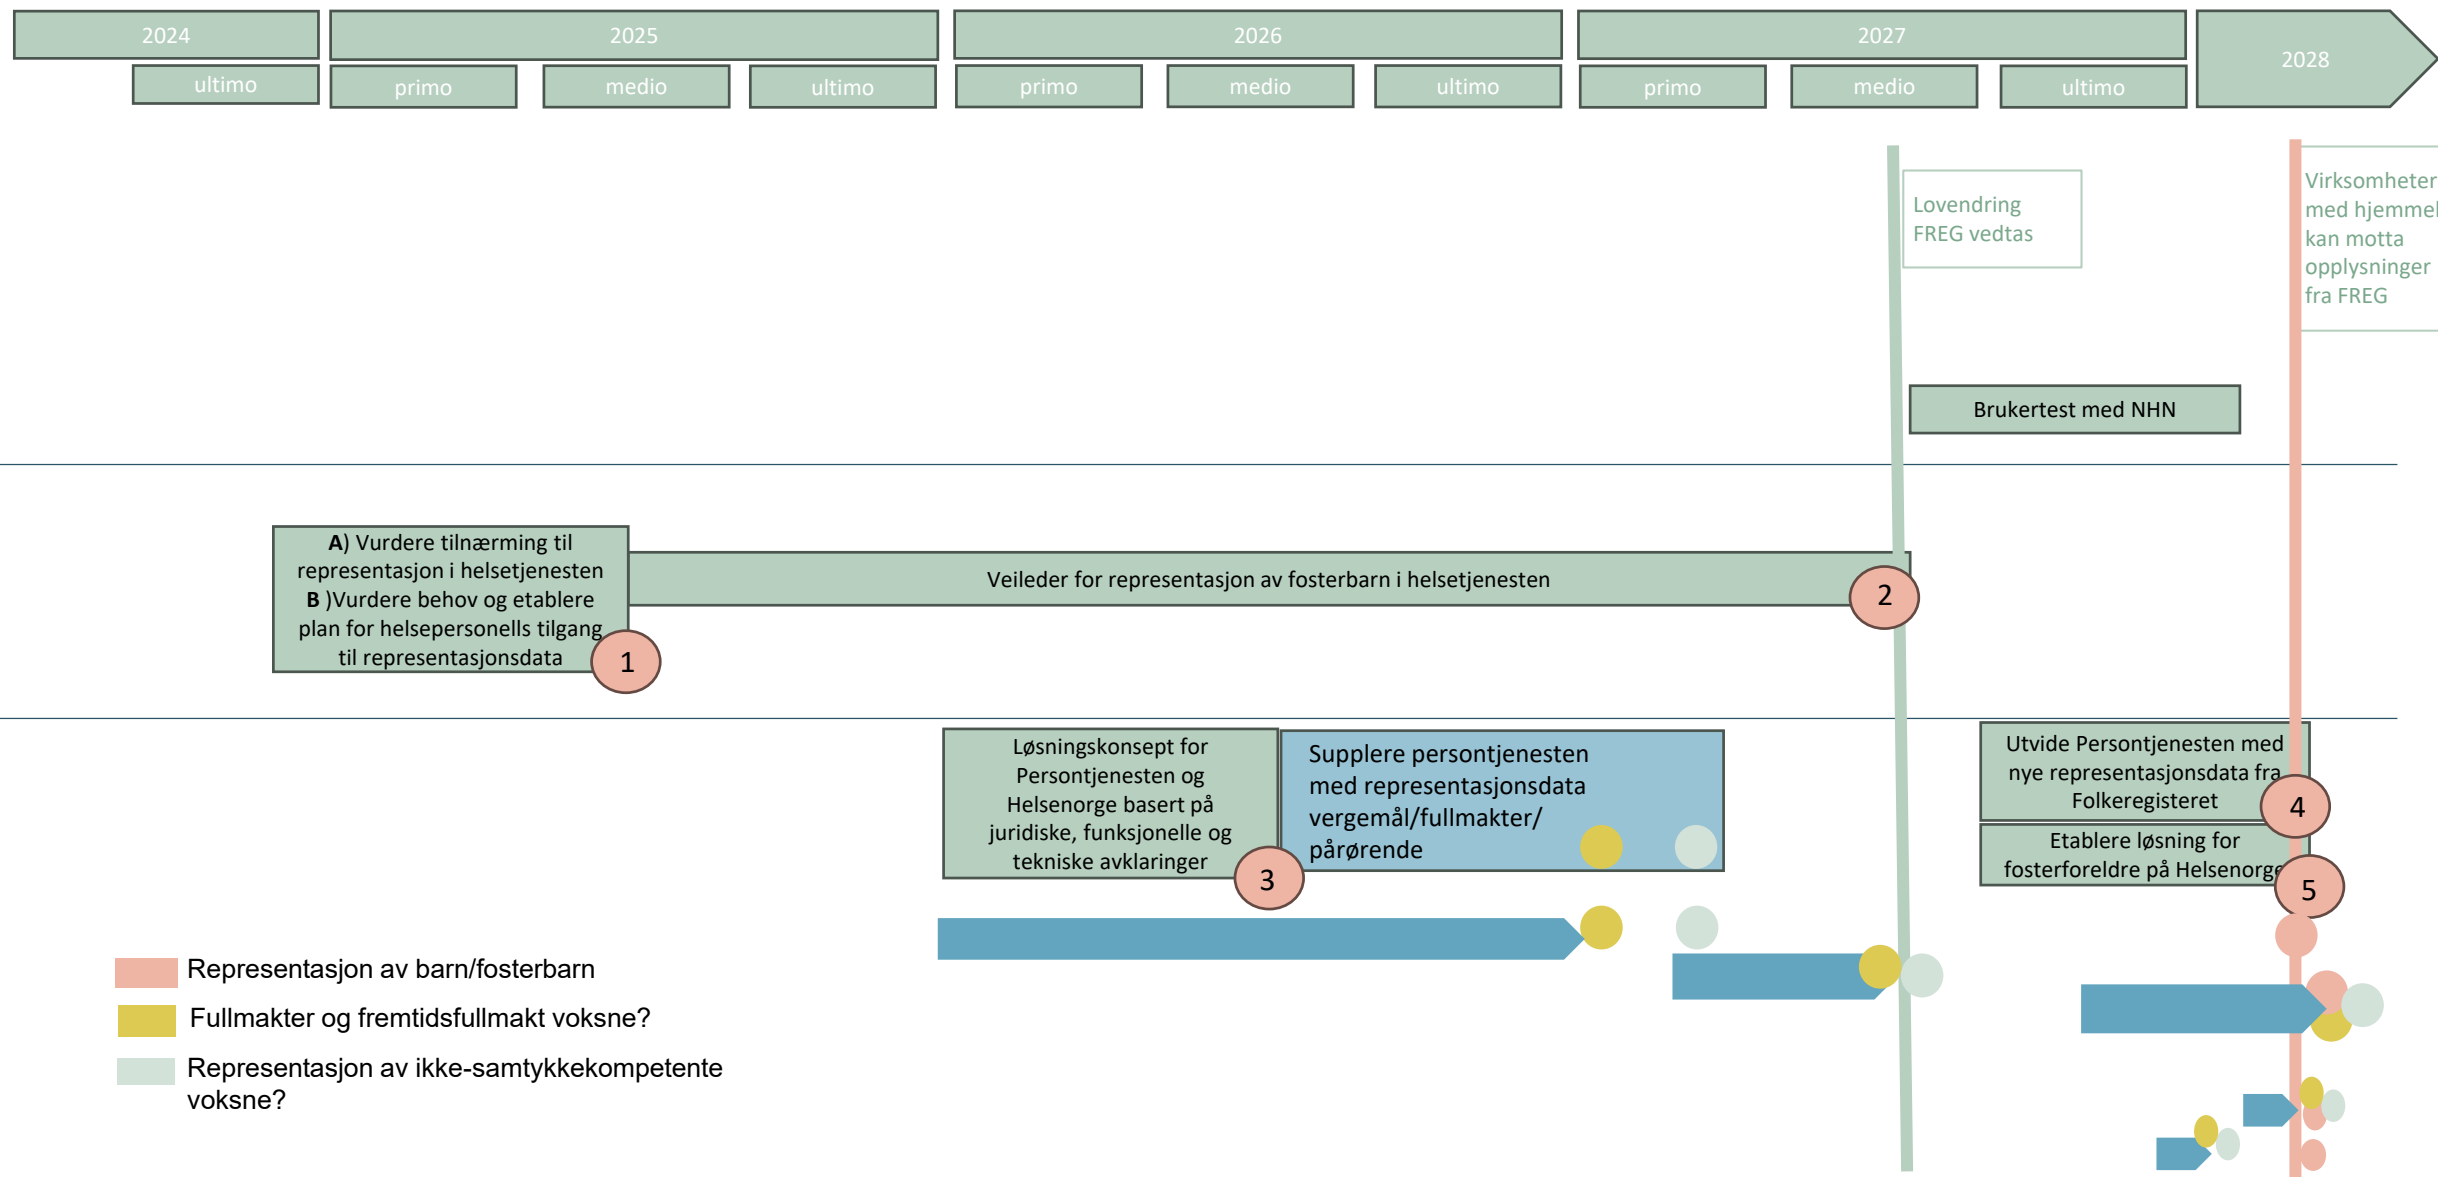 2024
2025
2026
2027
2028
ultimo
primo
medio
ultimo
primo
medio
ultimo
primo
medio
ultimo
Lovendring
FREG vedtas
Virksomheter
med hjemmel
kan motta
opplysninger
fra FREG
Brukertest med NHN
A) Vurdere tilnærming til
representasjon i helsetjenesten
B )Vurdere behov og etablere
plan for helsepersonells tilgang
til representasjonsdata
1
Veileder for representasjon av fosterbarn i helsetjenesten
2
Løsningskonsept for
Persontjenesten og
Helsenorge basert på
juridiske, funksjonelle og
tekniske avklaringer
3
Supplere persontjenesten
med representasjonsdata
vergemål/fullmakter/
pårørende
Utvide Persontjenesten med
nye representasjonsdata fra
Folkeregisteret
4
Etablere løsning for
fosterforeldre på Helsenorge
5
Representasjon av barn/fosterbarn
Fullmakter og fremtidsfullmakt voksne?
Representasjon av ikke-samtykkekompetente
voksne?